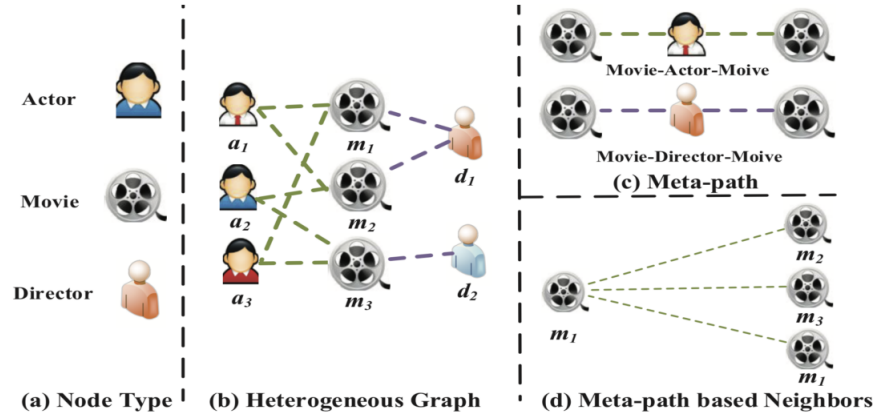 Actor
Movie
Director
(a) Node Type
a1
a2
a3
m1
m2
m3
d1
d2
(b) Heterogeneous Graph
Movie-Actor-Moive
Movie-Director-Moive
(c) Meta-path
m1
m2
m3
m1
(d) Meta-path based Neighbors